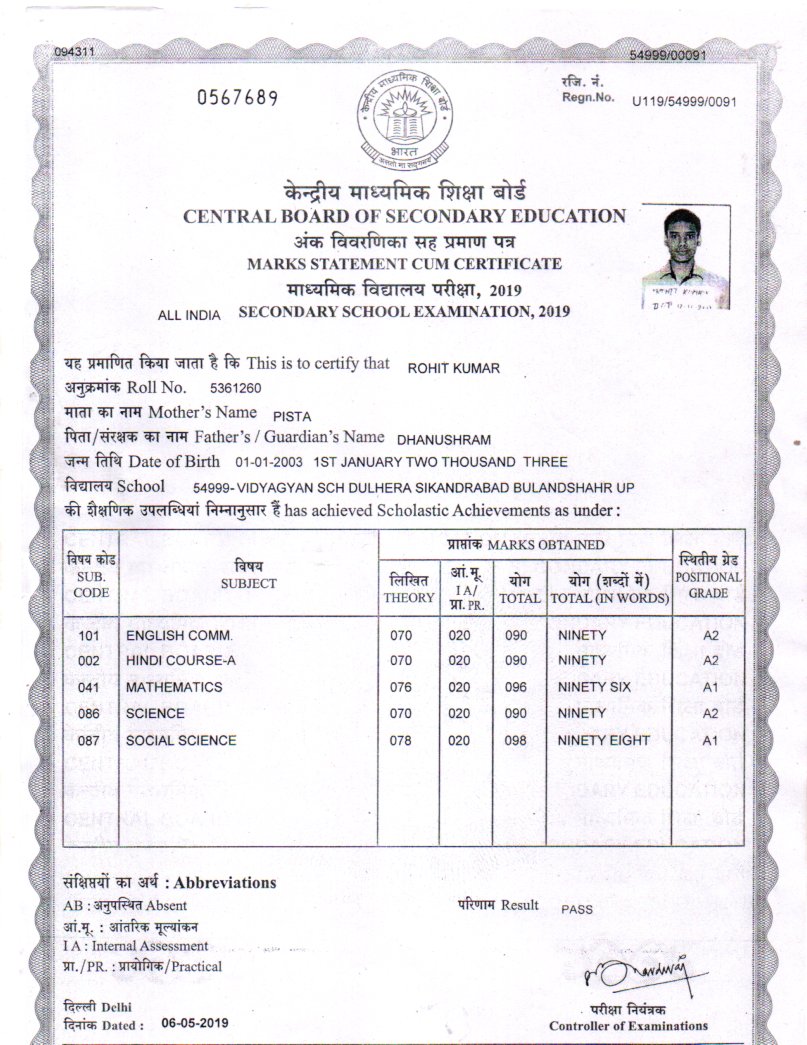 094311
54999/00091
0567689
रजि. नं.
Regn.No. U119/54999/0091
केन्द्रीय माध्यमिक शिक्षा बोर्ड
भारत
असतो मा सद्गमय
केन्द्रीय माध्यमिक शिक्षा बोर्ड
CENTRAL BOARD OF SECONDARY EDUCATION
अंक विवरणिका सह प्रमाण पत्र
MARKS STATEMENT CUM CERTIFICATE
माध्यमिक विद्यालय परीक्षा, 2019
ALL INDIA SECONDARY SCHOOL EXAMINATION, 2019
यह प्रमाणित किया जाता है कि This is to certify that ROHIT KUMAR
अनुक्रमांक Roll No. 5361260
माता का नाम Mother's Name PISTA
पिता/संरक्षक का नाम Father's / Guardian's Name DHANUSHRAM
जन्म तिथि Date of Birth 01-01-2003 1ST JANUARY TWO THOUSAND THREE
विद्यालय School 54999- VIDYAGYAN SCH DULHERA SIKANDRABAD BULANDSHAHR UP
की शैक्षणिक उपलब्धियां निम्नानुसार हैं has achieved Scholastic Achievements as under :
विषय कोड SUB. CODE
विषय SUBJECT
प्राप्तांक MARKS OBTAINED
लिखित THEORY
आं.मू. I A/ प्रा. PR.
योग TOTAL
योग (शब्दों में) TOTAL (IN WORDS)
स्थितीय ग्रेड POSITIONAL GRADE
101 ENGLISH COMM. 070 020 090 NINETY A2
002 HINDI COURSE-A 070 020 090 NINETY A2
041 MATHEMATICS 076 020 096 NINETY SIX A1
086 SCIENCE 070 020 090 NINETY A2
087 SOCIAL SCIENCE 078 020 098 NINETY EIGHT A1
संक्षिप्तयों का अर्थ : Abbreviations
AB : अनुपस्थित Absent
परिणाम Result PASS
आं.मू. : आंतरिक मूल्यांकन
I A : Internal Assessment
प्रा./PR. : प्रायोगिक/Practical
दिल्ली Delhi
दिनांक Dated : 06-05-2019
परीक्षा नियंत्रक
Controller of Examinations